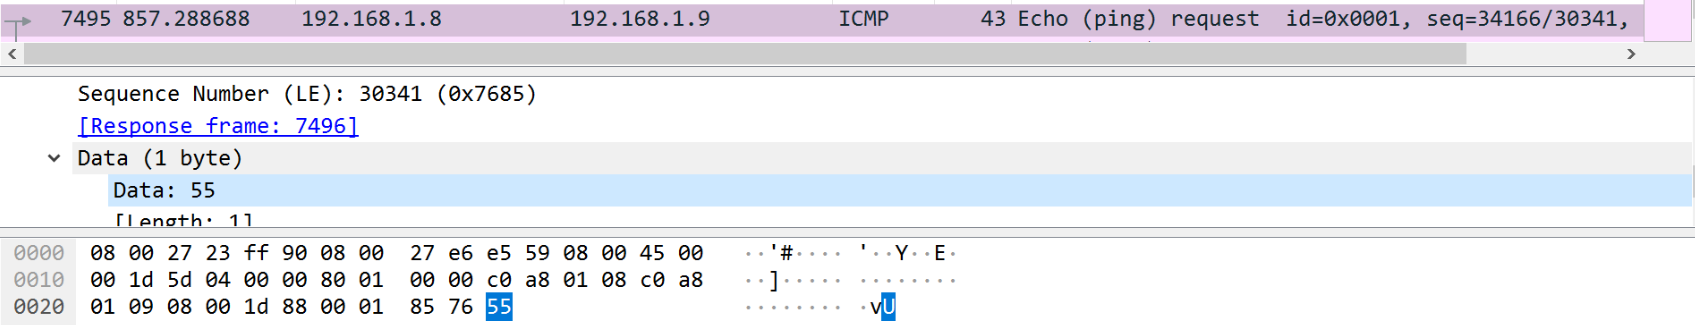 7495 857.288688 192.168.1.8 192.168.1.9 ICMP 43 Echo (ping) request id=0x0001, seq=34166/30341,
Sequence Number (LE): 30341 (0x7685)
[Response frame: 7496]
Data (1 byte)
Data: 55
[Length: 1]
0000 08 00 27 23 ff 90 08 00 27 e6 e5 59 08 00 45 00 ··'#···· '··Y··E·
0010 00 1d 5d 04 00 00 80 01 00 00 c0 a8 01 08 c0 a8 ··]····· ········
0020 01 09 08 00 1d 88 00 01 85 76 55 ········ ·vU